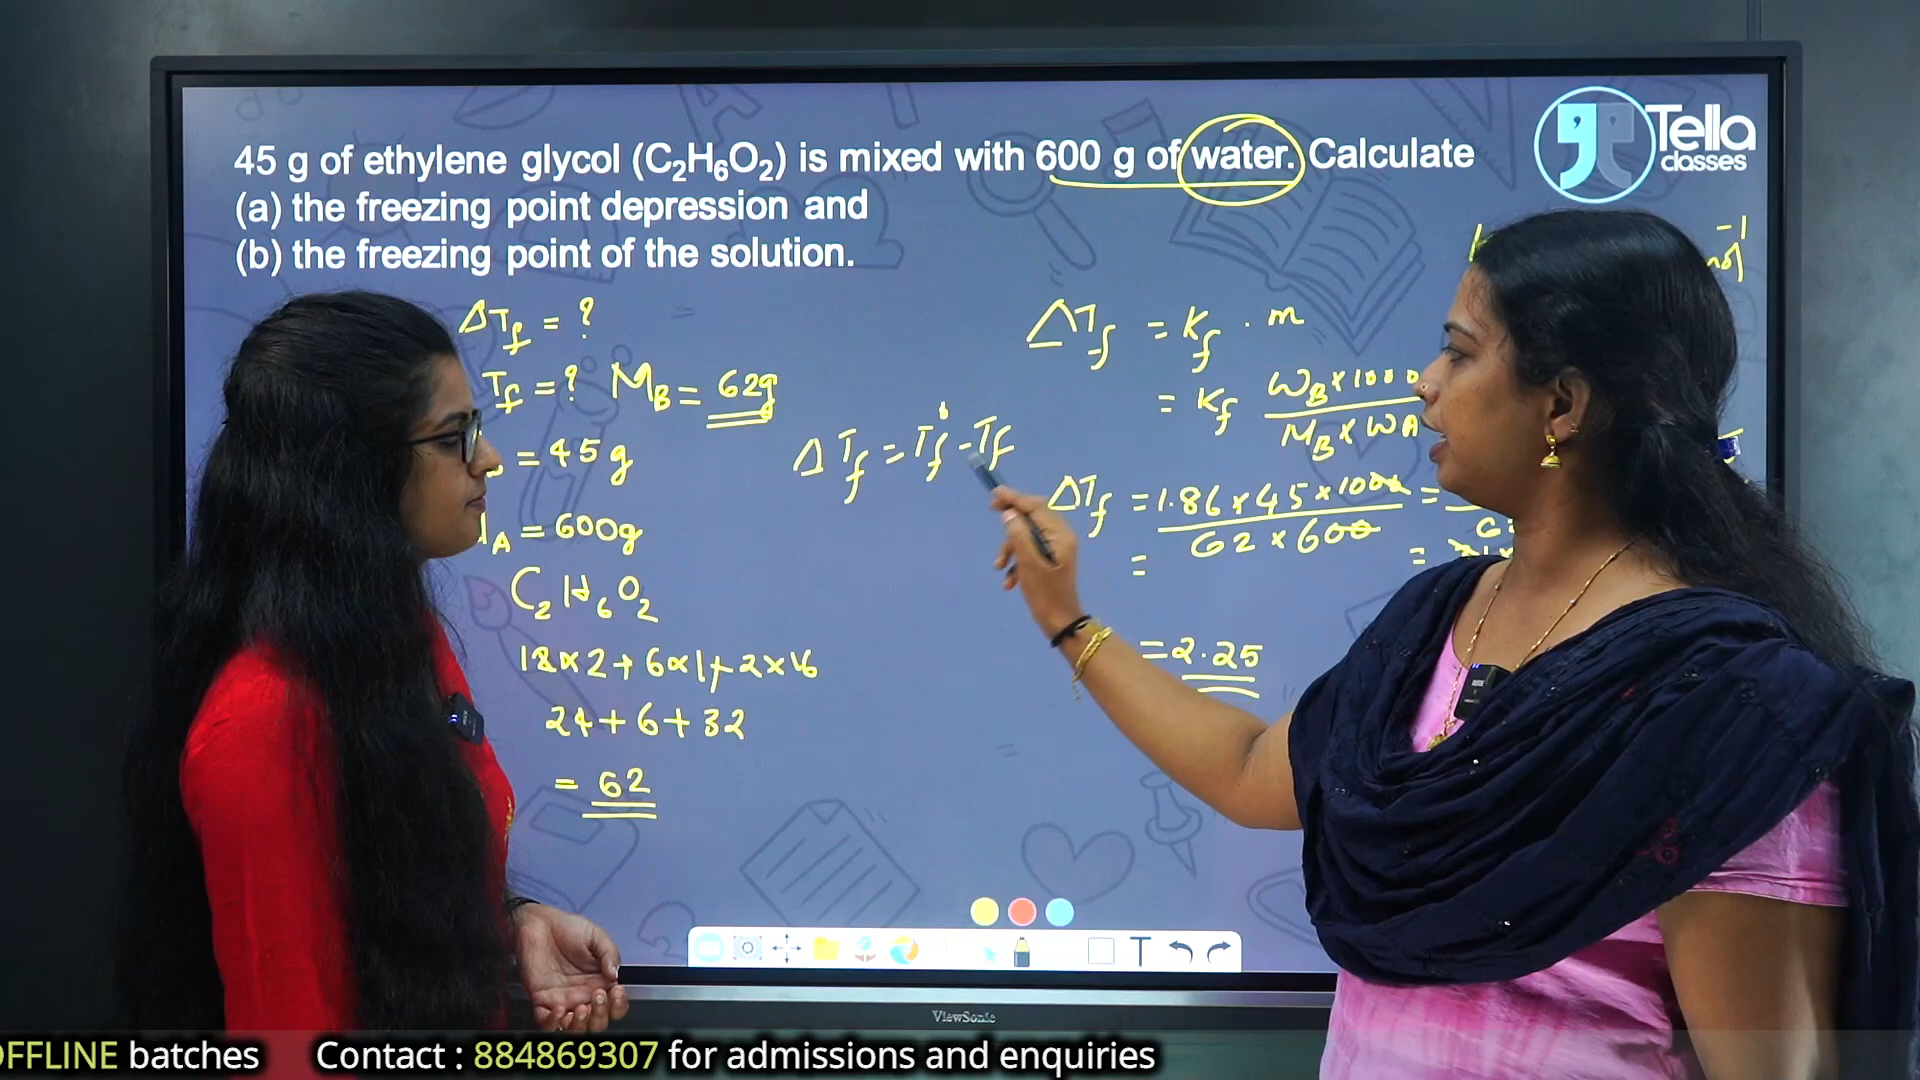 45 g of ethylene glycol (C₂H₆O₂) is mixed with 600 g of water. Calculate
(a) the freezing point depression and
(b) the freezing point of the solution.
Tella
classes
ΔTf = ?
Tf = ? MB = 62g
= 45 g
A = 600g
C₂H₆O₂
12×2 + 6×1 + 2×16
24 + 6 + 32
= 62
ΔTf = Tf° - Tf
-1
ΔTf = Kf . m
= Kf WB × 1000
MB × WA
ΔTf = 1.86 × 45 × 1000 =
62 × 600
= =
= 2.25
T
ViewSonic
OFFLINE batches Contact : 884869307 for admissions and enquiries